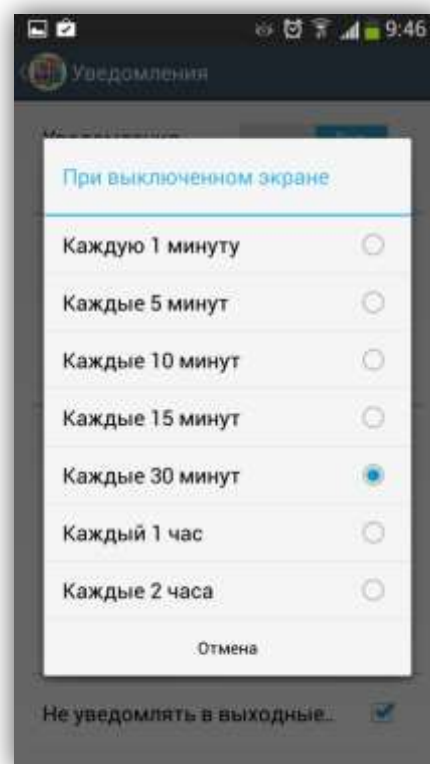 9:46
Уведомления
Уведомления
При выключенном экране
Каждую 1 минуту
Каждые 5 минут
Каждые 10 минут
Каждые 15 минут
Каждые 30 минут
Каждый 1 час
Каждые 2 часа
Отмена
Не уведомлять в выходные..